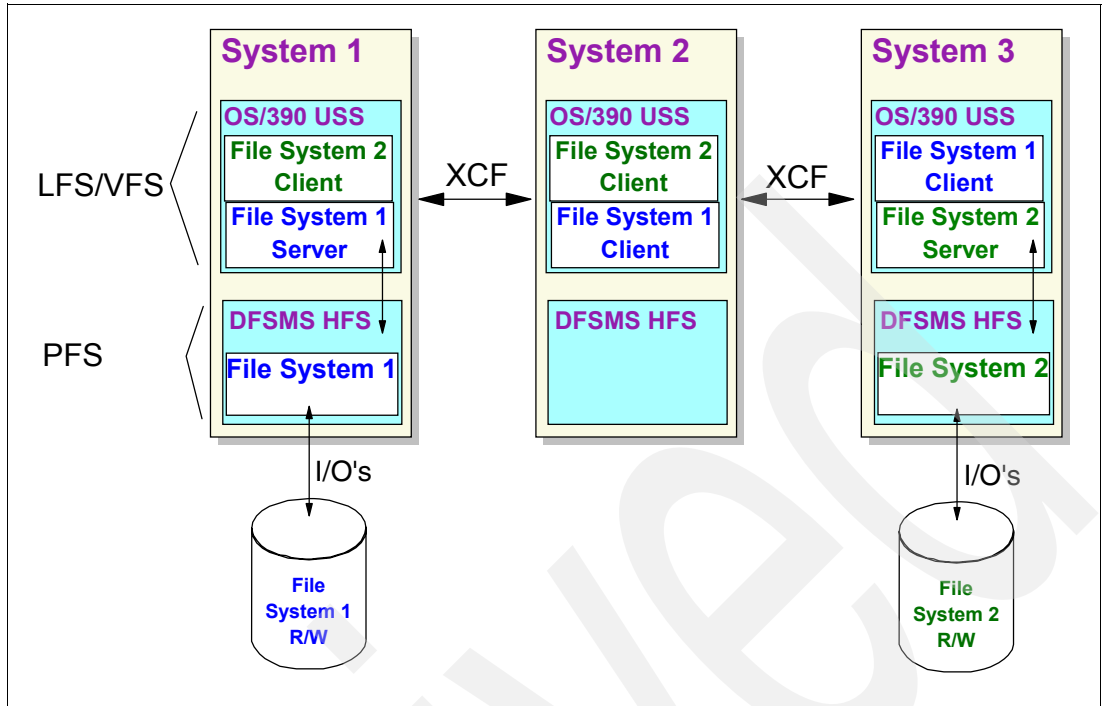 System 1
System 2
System 3
LFS/VFS
OS/390 USS
File System 2
Client
File System 1
Server
XCF
OS/390 USS
File System 2
Client
File System 1
Client
XCF
OS/390 USS
File System 1
Client
File System 2
Server
PFS
DFSMS HFS
File System 1
DFSMS HFS
DFSMS HFS
File System 2
I/O's
I/O's
File
System 1
R/W
File
System 2
R/W